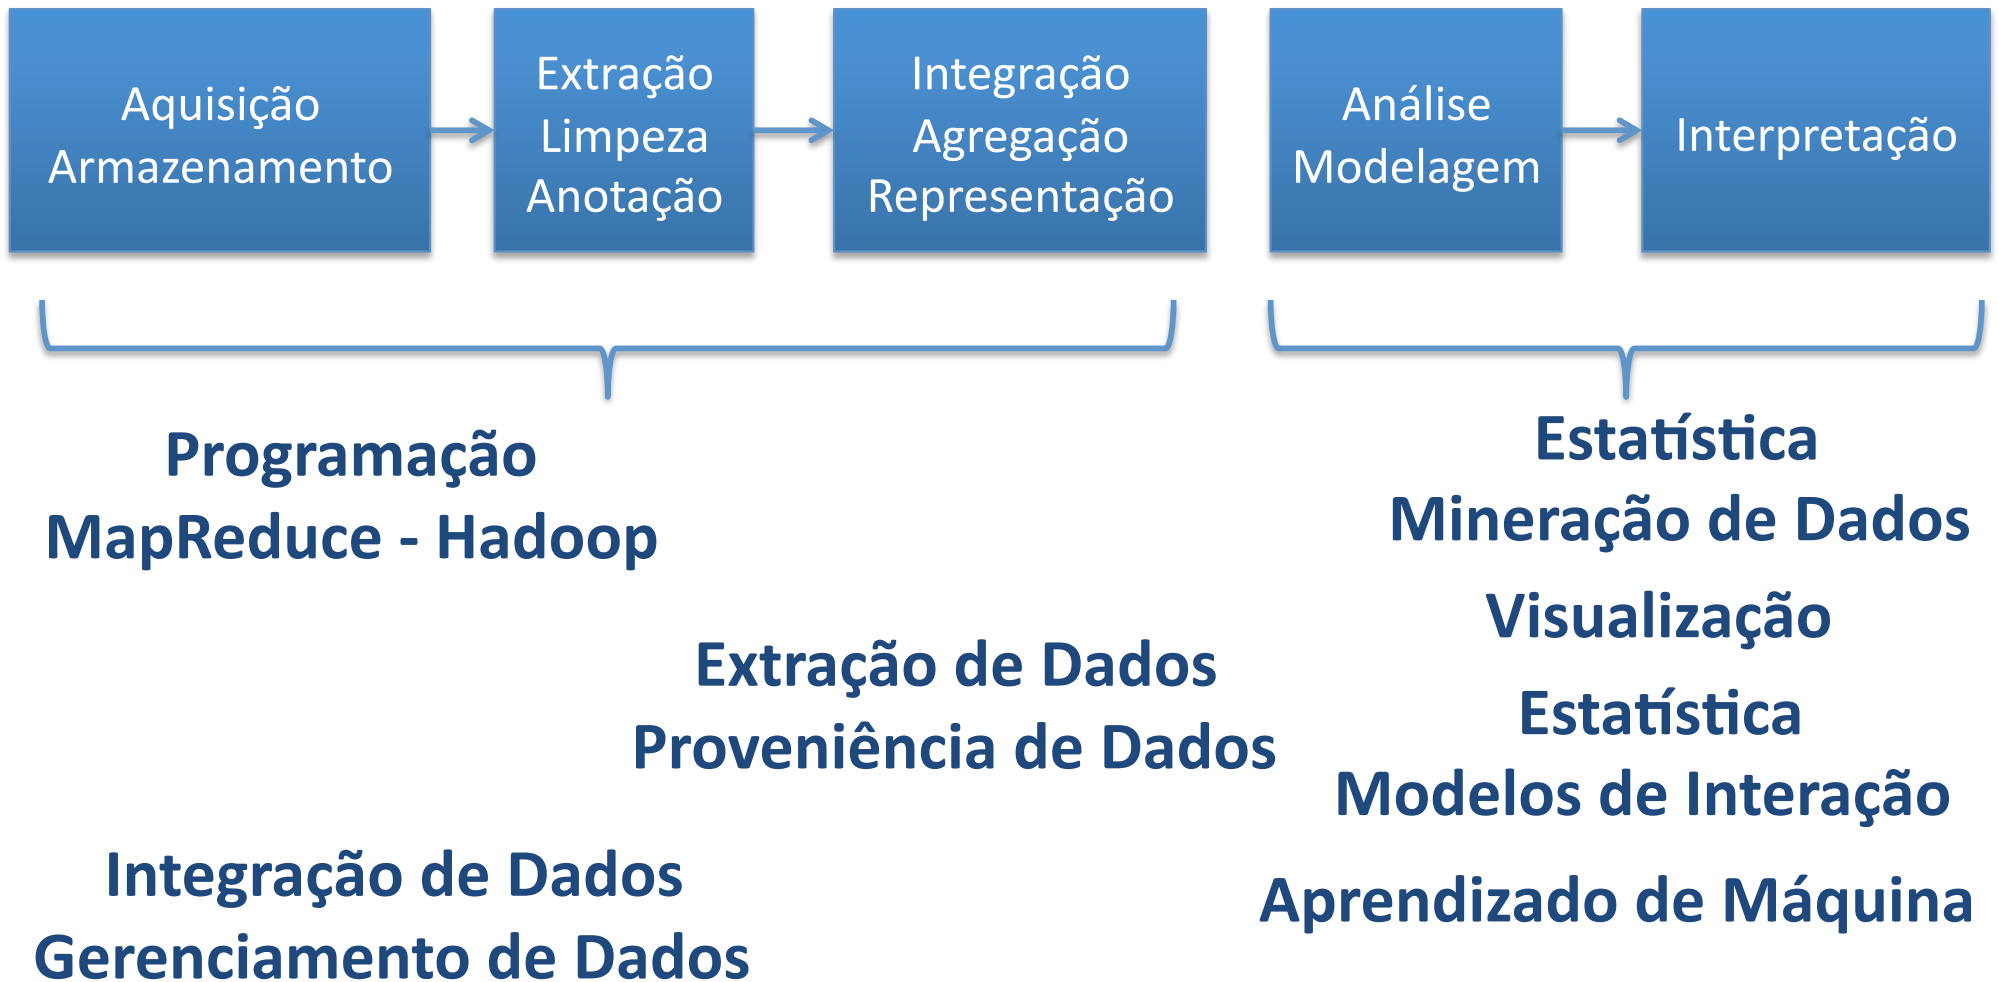 Aquisição
Armazenamento
Extração
Limpeza
Anotação
Integração
Agregação
Representação
Análise
Modelagem
Interpretação
Programação
MapReduce - Hadoop
Extração de Dados
Proveniência de Dados
Integração de Dados
Gerenciamento de Dados
Estatística
Mineração de Dados
Visualização
Estatística
Modelos de Interação
Aprendizado de Máquina